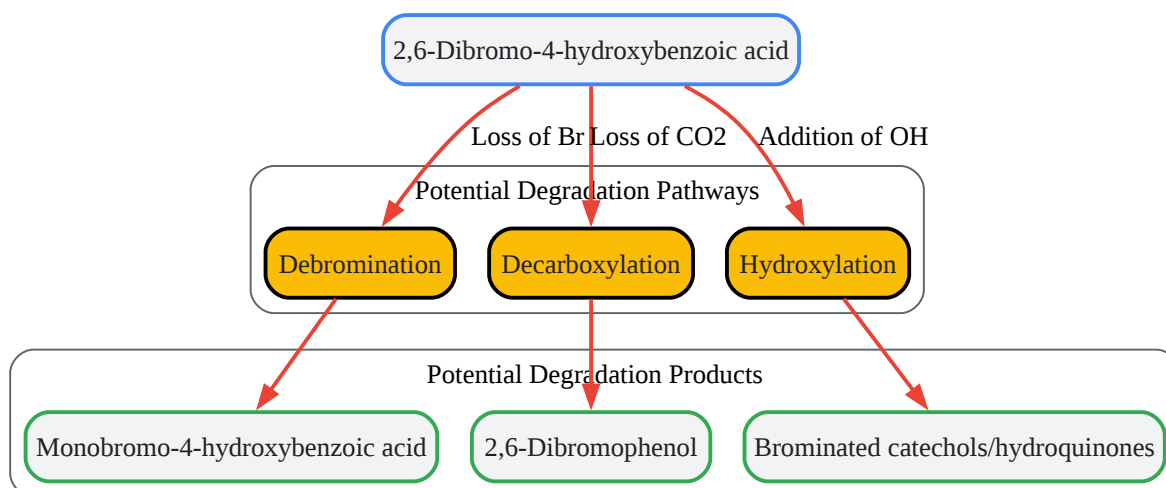 2,6-Dibromo-4-hydroxybenzoic acid
Loss of Br Loss of CO2 Addition of OH
Potential Degradation Pathways
Debromination Decarboxylation Hydroxylation
Potential Degradation Products
Monobromo-4-hydroxybenzoic acid 2,6-Dibromophenol Brominated catechols/hydroquinones